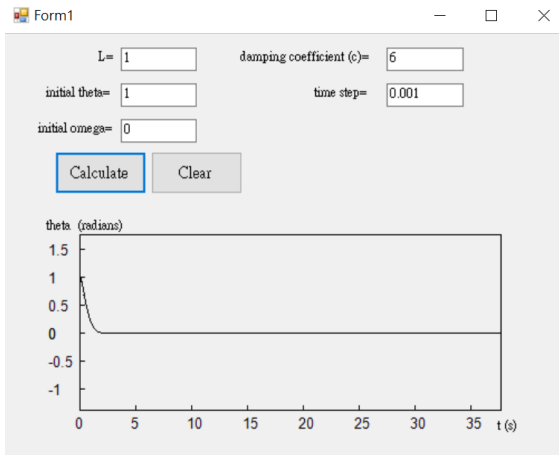 Form1
L= 1 damping coefficient (c)= 6
initial theta= 1 time step= 0.001
initial omega= 0
Calculate Clear
theta (radians)
1.5
1
0.5
0
-0.5
-1
0 5 10 15 20 25 30 35 t (s)